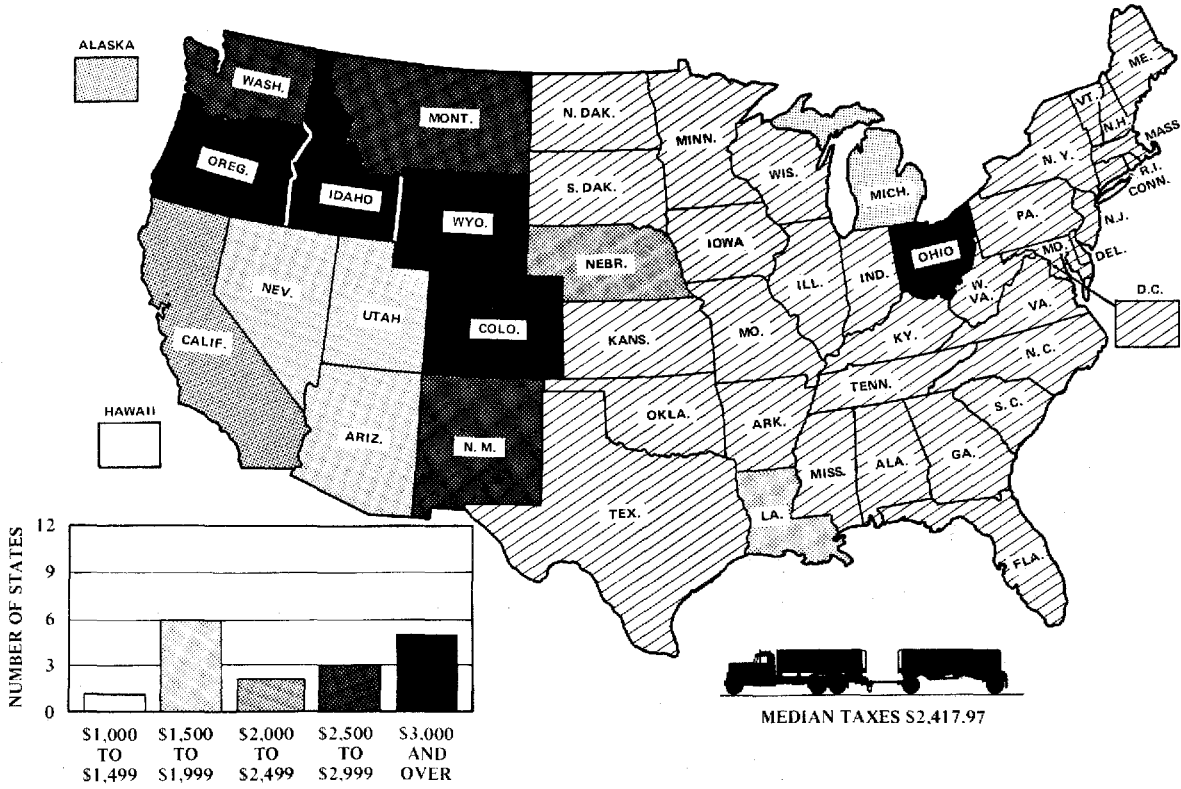 ALASKA
WASH.
MONT.
N. DAK.
MINN.
ME.
VT.
N.H.
MASS
OREG.
IDAHO
WYO.
S. DAK.
WIS.
MICH.
N. Y.
R.I.
CONN.
NEBR.
IOWA
OHIO
PA.
N.J.
NEV.
UTAH
COLO.
KANS.
MO.
ILL.
IND.
W.
VA.
MD.
DEL.
VA.
D.C.
CALIF.
KY.
N. C.
TENN.
HAWAII
ARIZ.
N. M.
OKLA.
ARK.
S. C.
MISS.
ALA.
GA.
TEX.
LA.
FLA.
NUMBER OF STATES
12
9
6
3
0
$1,000
TO
$1,499
$1,500
TO
$1,999
$2,000
TO
$2,499
$2,500
TO
$2,999
$3.000
AND
OVER
MEDIAN TAXES $2,417.97